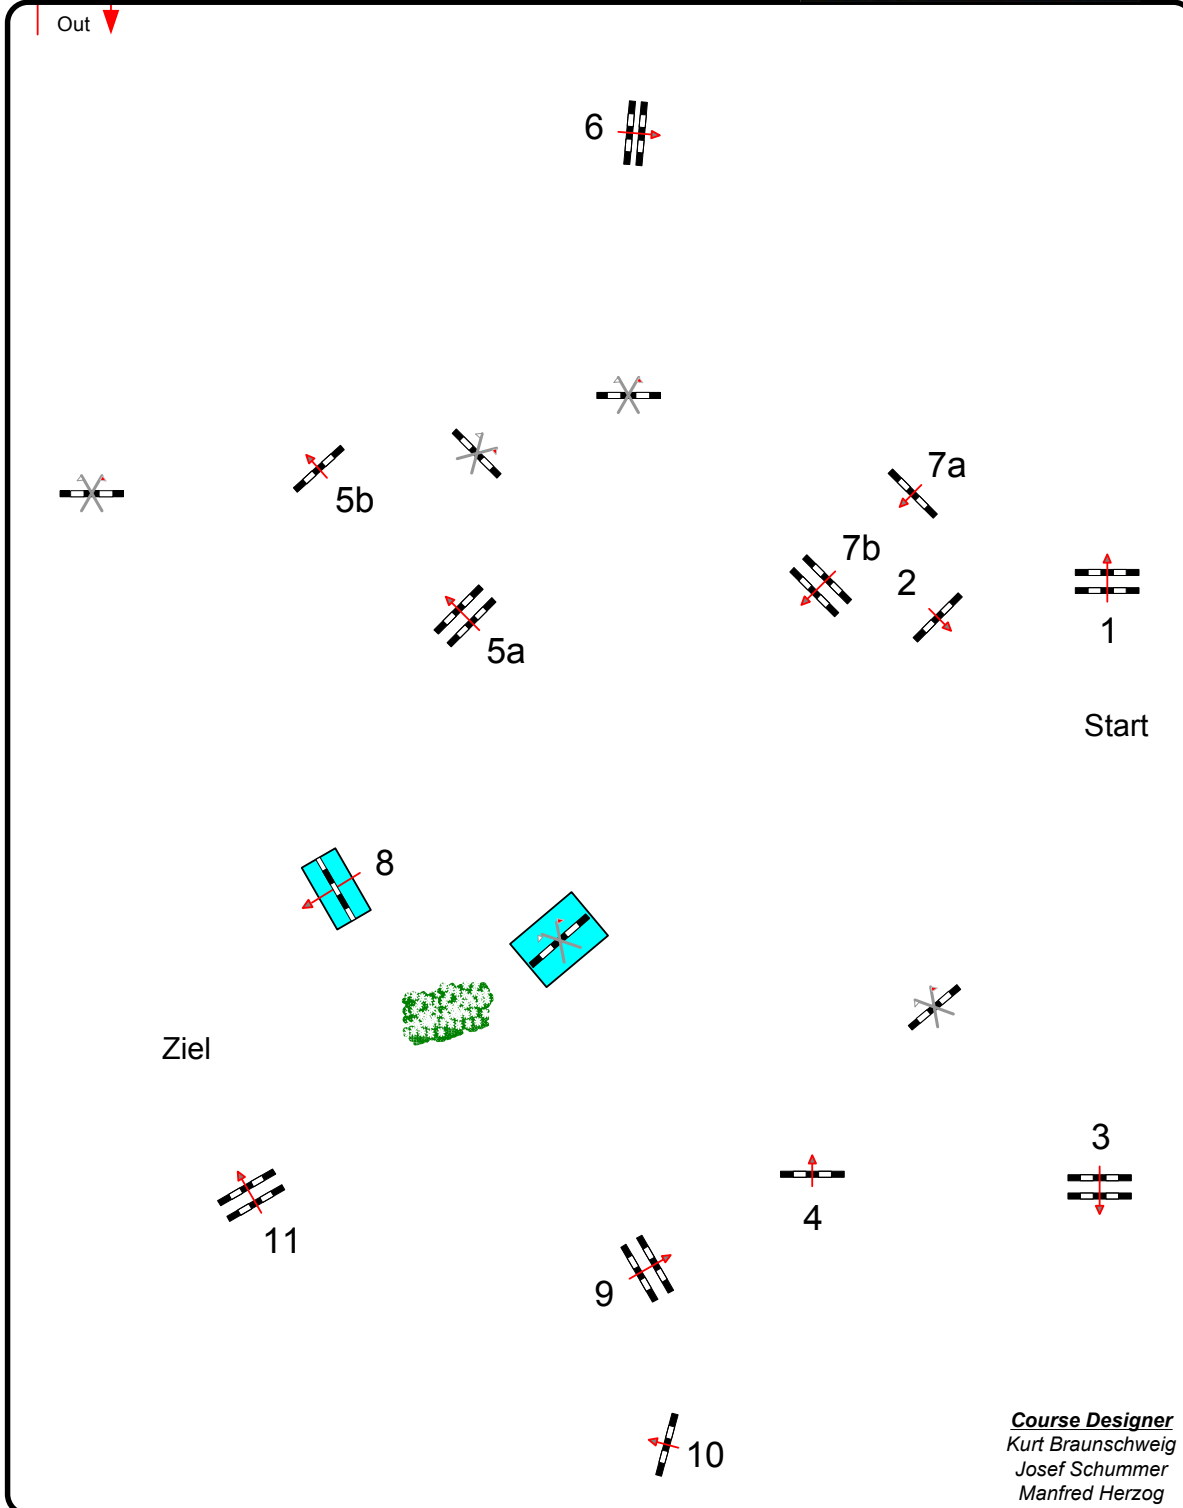 Out
6
7a
5b
7b
2
1
5a
Start
8
Ziel
3
4
11
9
10
Course Designer
Kurt Braunschweig
Josef Schummer
Manfred Herzog